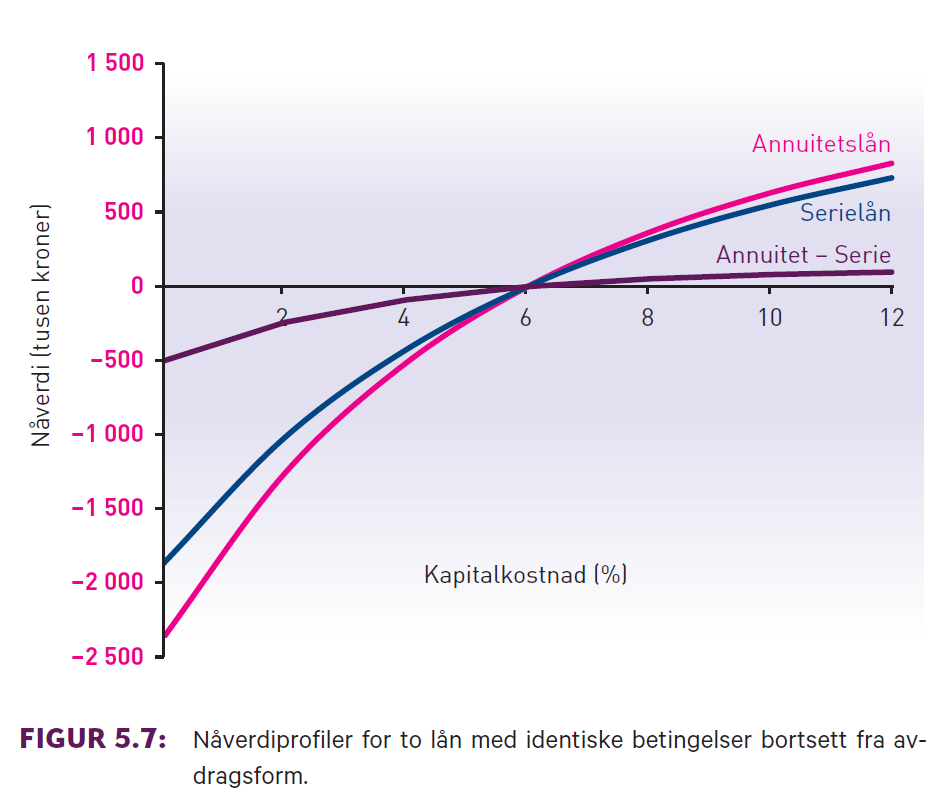 1 500
1 000
Annuitetslån
500
Serielån
Annuitet – Serie
0
2 4 6 8 10 12
–500
–1 000
–1 500
–2 000
–2 500
Nåverdi (tusen kroner)
Kapitalkostnad (%)
FIGUR 5.7: Nåverdiprofiler for to lån med identiske betingelser bortsett fra av-
dragsform.